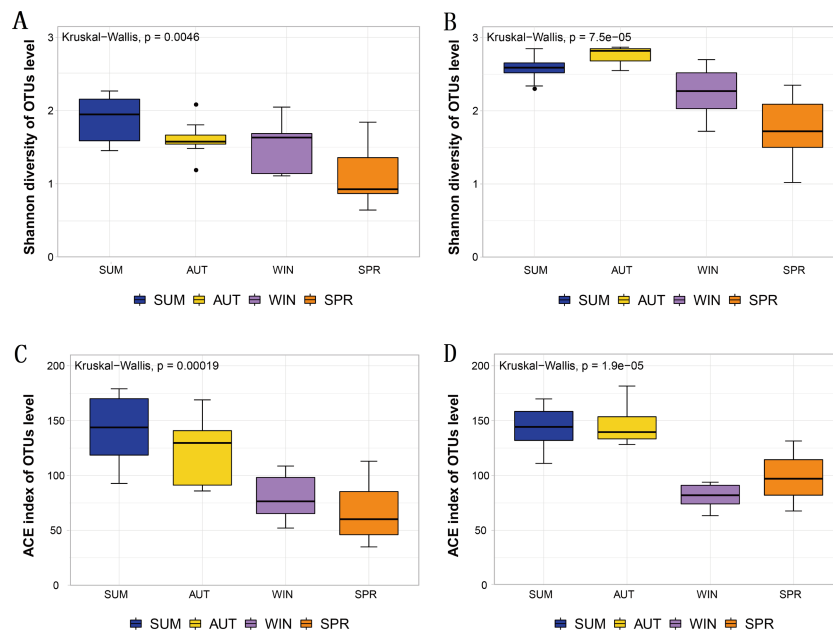 A
Kruskal-Wallis, p = 0.0046
Shannon diversity of OTUs level
3
2
1
0
SUM AUT WIN SPR
SUM AUT WIN SPR
B
Kruskal-Wallis, p = 7.5e-05
Shannon diversity of OTUs level
3
2
1
0
SUM AUT WIN SPR
SUM AUT WIN SPR
C
Kruskal-Wallis, p = 0.00019
ACE index of OTUs level
200
150
100
50
0
SUM AUT WIN SPR
SUM AUT WIN SPR
D
Kruskal-Wallis, p = 1.9e-05
ACE index of OTUs level
200
150
100
50
0
SUM AUT WIN SPR
SUM AUT WIN SPR